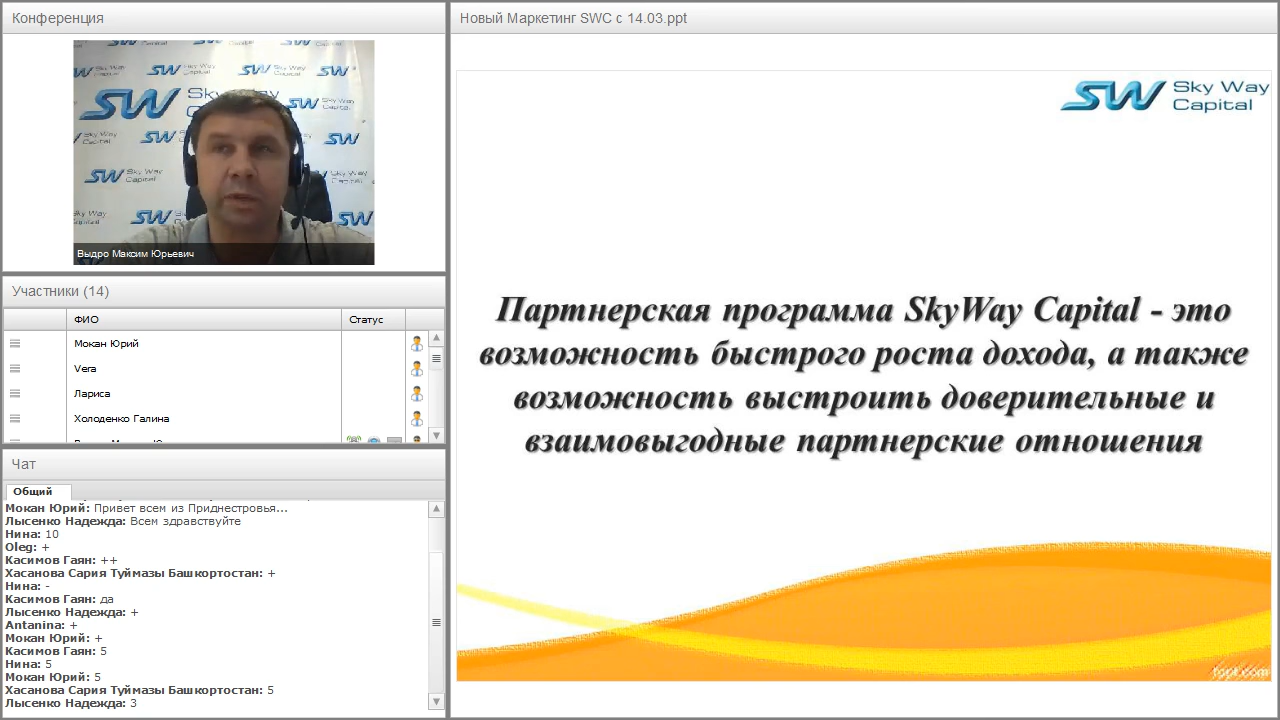 Конференция
Выдро Максим Юрьевич
Участники (14)
ФИО
Статус
Мокан Юрий
Vera
Лариса
Холоденко Галина
Чат
Общий
Мокан Юрий: Привет всем из Приднестровья...
Лысенко Надежда: Всем здравствуйте
Нина: 10
Oleg: +
Касимов Гаян: ++
Хасанова Сария Туймазы Башкортостан: +
Нина: -
Касимов Гаян: да
Лысенко Надежда: +
Antanina: +
Мокан Юрий: +
Касимов Гаян: 5
Нина: 5
Мокан Юрий: 5
Хасанова Сария Туймазы Башкортостан: 5
Лысенко Надежда: 3
Новый Маркетинг SWC с 14.03.ppt
SW Sky Way
Capital
Партнерская программа SkyWay Capital - это
возможность быстрого роста дохода, а также
возможность выстроить доверительные и
взаимовыгодные партнерские отношения
fppt.com